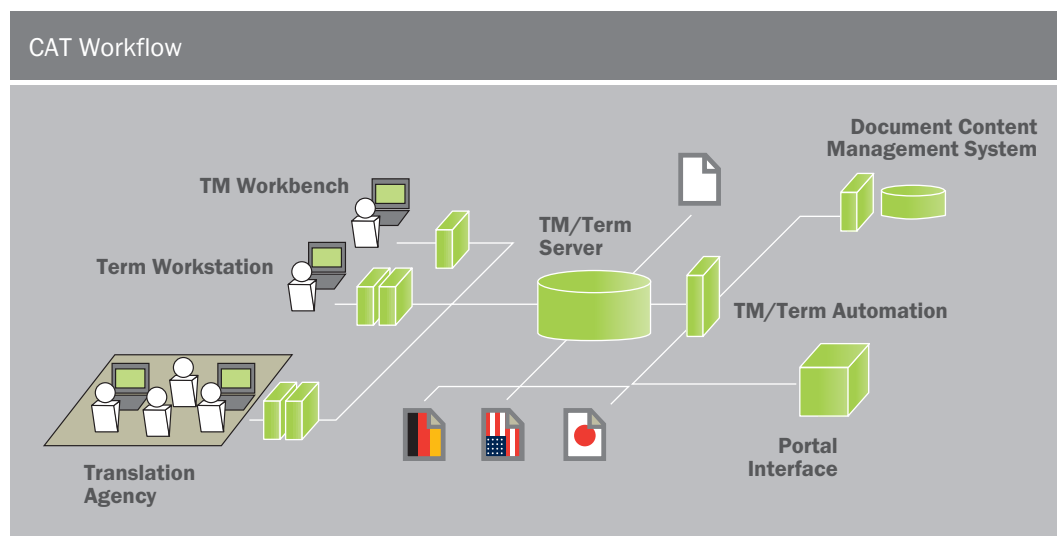 CAT Workflow
Document Content
Management System
TM Workbench
TM/Term
Server
Term Workstation
TM/Term Automation
Portal
Interface
Translation
Agency